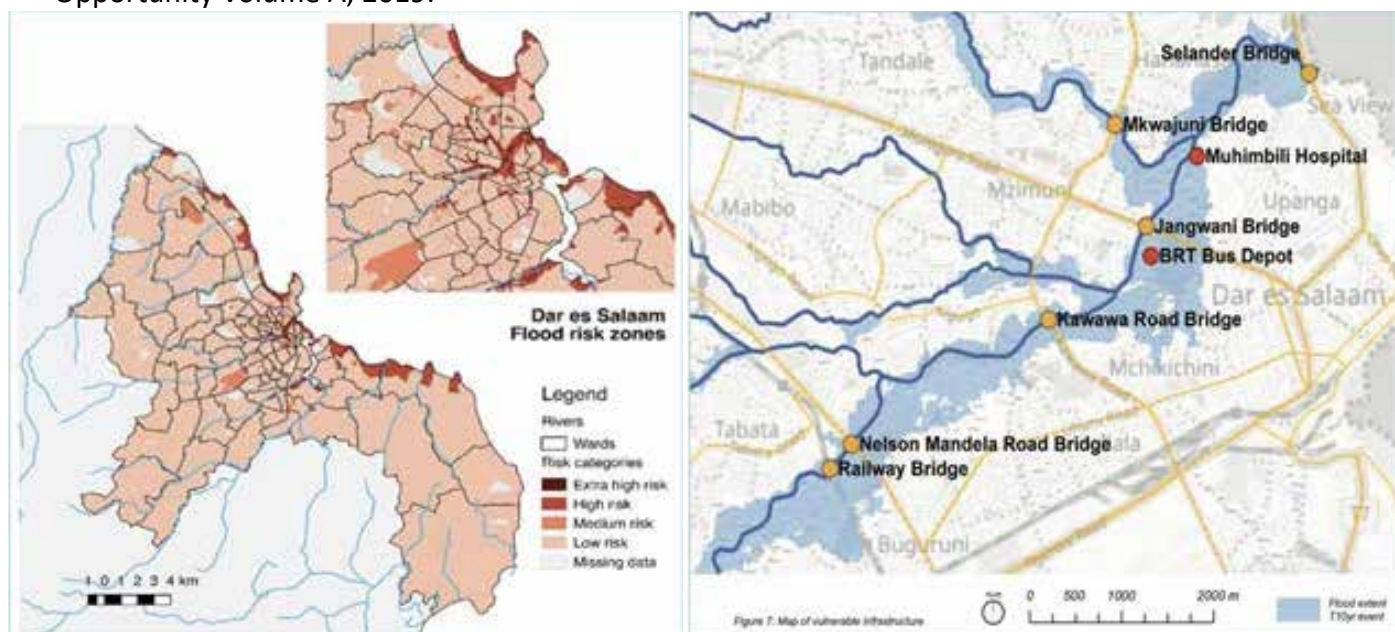 Opportunity Volume A, 2019.
Dar es Salaam
Flood risk zones
Legend
Rivers
Wards
Risk categories
Extra high risk
High risk
Medium risk
Low risk
Missing data
1 0 1 2 3 4 km
Selander Bridge
Tandale
Sea View
Mkwajuni Bridge
Muhimbili Hospital
Mzimuni
Mabibo
Upanga
Jangwani Bridge
BRT Bus Depot
Dar es Salaam
Kawawa Road Bridge
Mchikichini
Tabata
Nelson Mandela Road Bridge
Railway Bridge
Buguruni
Figure 7: Map of vulnerable infrastructure
0 500 1000 2000 m
Flood extent
T10yr event